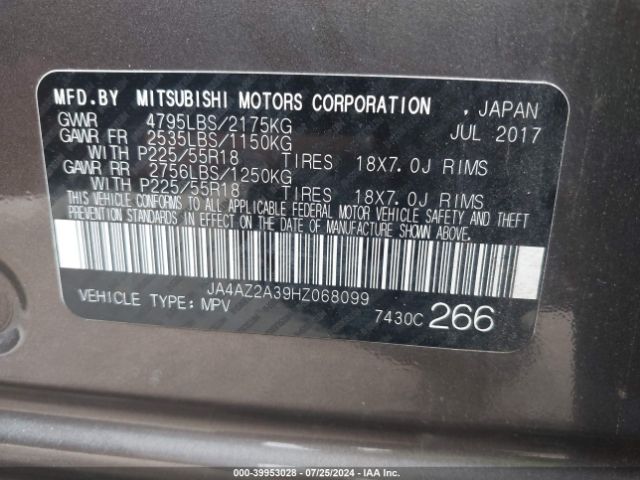 MFD.BY MITSUBISHI MOTORS CORPORATION , JAPAN
GVWR 4795LBS/2175KG JUL 2017
GAWR FR 2535LBS/1150KG
WITH P225/55R18 TIRES 18X7.0J RIMS
GAWR RR 2756LBS/1250KG
WITH P225/55R18 TIRES 18X7.0J RIMS
THIS VEHICLE CONFORMS TO ALL APPLICABLE FEDERAL MOTOR VEHICLE SAFETY AND THEFT
PREVENTION STANDARDS IN EFFECT ON THE DATE OF MANUFACTURE SHOWN ABOVE.
JA4AZ2A39HZ068099
VEHICLE TYPE: MPV 7430C 266
000-39953028 - 07/25/2024 - IAA Inc.